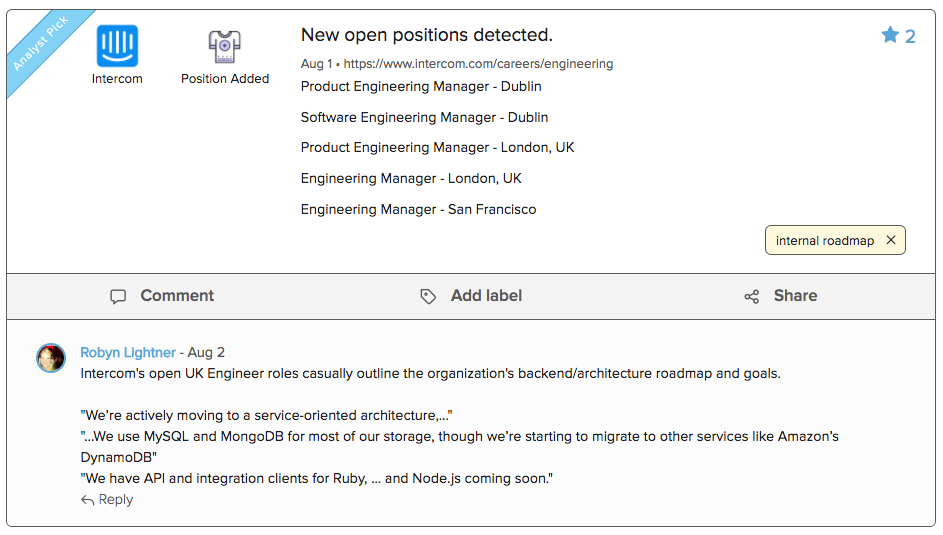 Analyst Pick
Intercom
Position Added
New open positions detected.
2
Aug 1 • https://www.intercom.com/careers/engineering
Product Engineering Manager - Dublin
Software Engineering Manager - Dublin
Product Engineering Manager - London, UK
Engineering Manager - London, UK
Engineering Manager - San Francisco
internal roadmap ×
Comment
Add label
Share
Robyn Lightner - Aug 2
Intercom's open UK Engineer roles casually outline the organization's backend/architecture roadmap and goals.
"We're actively moving to a service-oriented architecture,..."
"...We use MySQL and MongoDB for most of our storage, though we're starting to migrate to other services like Amazon's
DynamoDB"
"We have API and integration clients for Ruby, ... and Node.js coming soon."
Reply